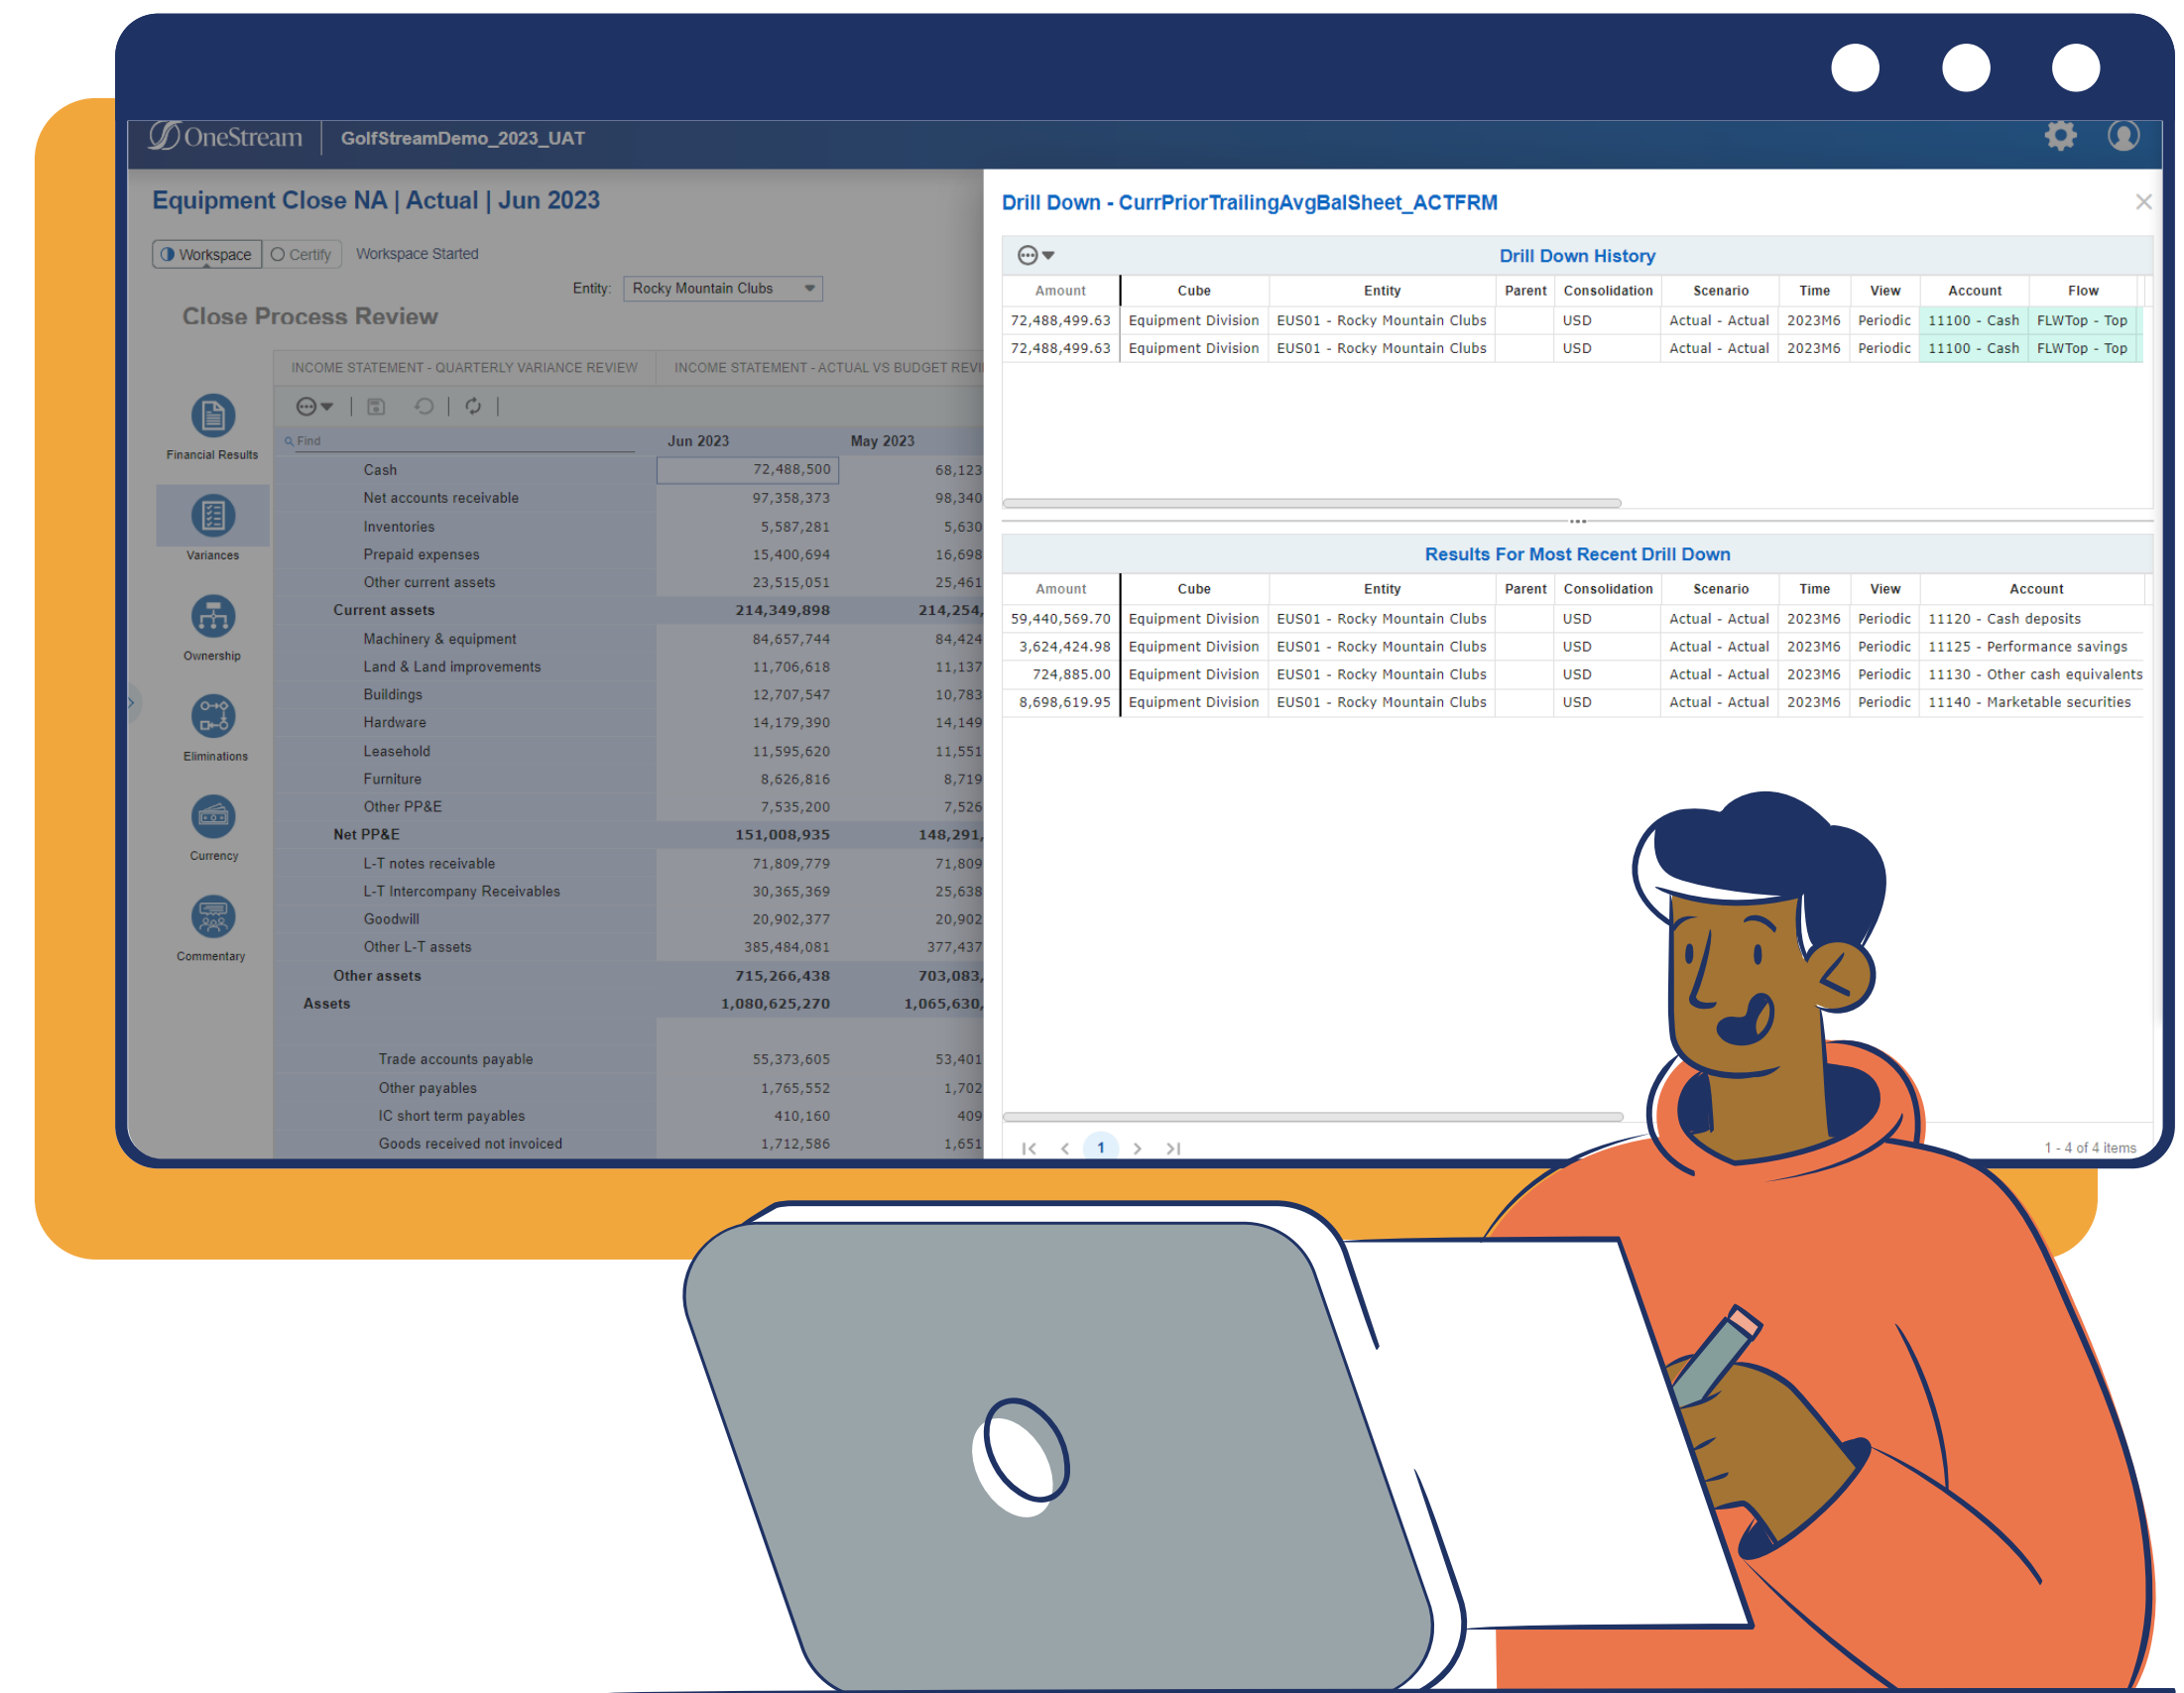 OneStream GolfStreamDemo_2023_UAT
Equipment Close NA | Actual | Jun 2023
Workspace Certify Workspace Started
Entity: Rocky Mountain Clubs
Close Process Review
Financial Results
Variances
Ownership
Eliminations
Currency
Commentary
INCOME STATEMENT - QUARTERLY VARIANCE REVIEW INCOME STATEMENT - ACTUAL VS BUDGET REVI
Find Jun 2023 May 2023
Cash 72,488,500 68,123
Net accounts receivable 97,358,373 98,340
Inventories 5,587,281 5,630
Prepaid expenses 15,400,694 16,698
Other current assets 23,515,051 25,461
Current assets 214,349,898 214,254,
Machinery & equipment 84,657,744 84,424
Land & Land improvements 11,706,618 11,137
Buildings 12,707,547 10,783
Hardware 14,179,390 14,149
Leasehold 11,595,620 11,551
Furniture 8,626,816 8,719
Other PP&E 7,535,200 7,526
Net PP&E 151,008,935 148,291,
L-T notes receivable 71,809,779 71,809
L-T Intercompany Receivables 30,365,369 25,638
Goodwill 20,902,377 20,902
Other L-T assets 385,484,081 377,437
Other assets 715,266,438 703,083,
Assets 1,080,625,270 1,065,630,
Trade accounts payable 55,373,605 53,401
Other payables 1,765,552 1,702
IC short term payables 410,160 409
Goods received not invoiced 1,712,586 1,651
Drill Down - CurrPriorTrailingAvgBalSheet_ACTFRM
Drill Down History
Amount Cube Entity Parent Consolidation Scenario Time View Account Flow
72,488,499.63 Equipment Division EUS01 - Rocky Mountain Clubs USD Actual - Actual 2023M6 Periodic 11100 - Cash FLWTop - Top
72,488,499.63 Equipment Division EUS01 - Rocky Mountain Clubs USD Actual - Actual 2023M6 Periodic 11100 - Cash FLWTop - Top
Results For Most Recent Drill Down
Amount Cube Entity Parent Consolidation Scenario Time View Account
59,440,569.70 Equipment Division EUS01 - Rocky Mountain Clubs USD Actual - Actual 2023M6 Periodic 11120 - Cash deposits
3,624,424.98 Equipment Division EUS01 - Rocky Mountain Clubs USD Actual - Actual 2023M6 Periodic 11125 - Performance savings
724,885.00 Equipment Division EUS01 - Rocky Mountain Clubs USD Actual - Actual 2023M6 Periodic 11130 - Other cash equivalents
8,698,619.95 Equipment Division EUS01 - Rocky Mountain Clubs USD Actual - Actual 2023M6 Periodic 11140 - Marketable securities
1 1 - 4 of 4 items